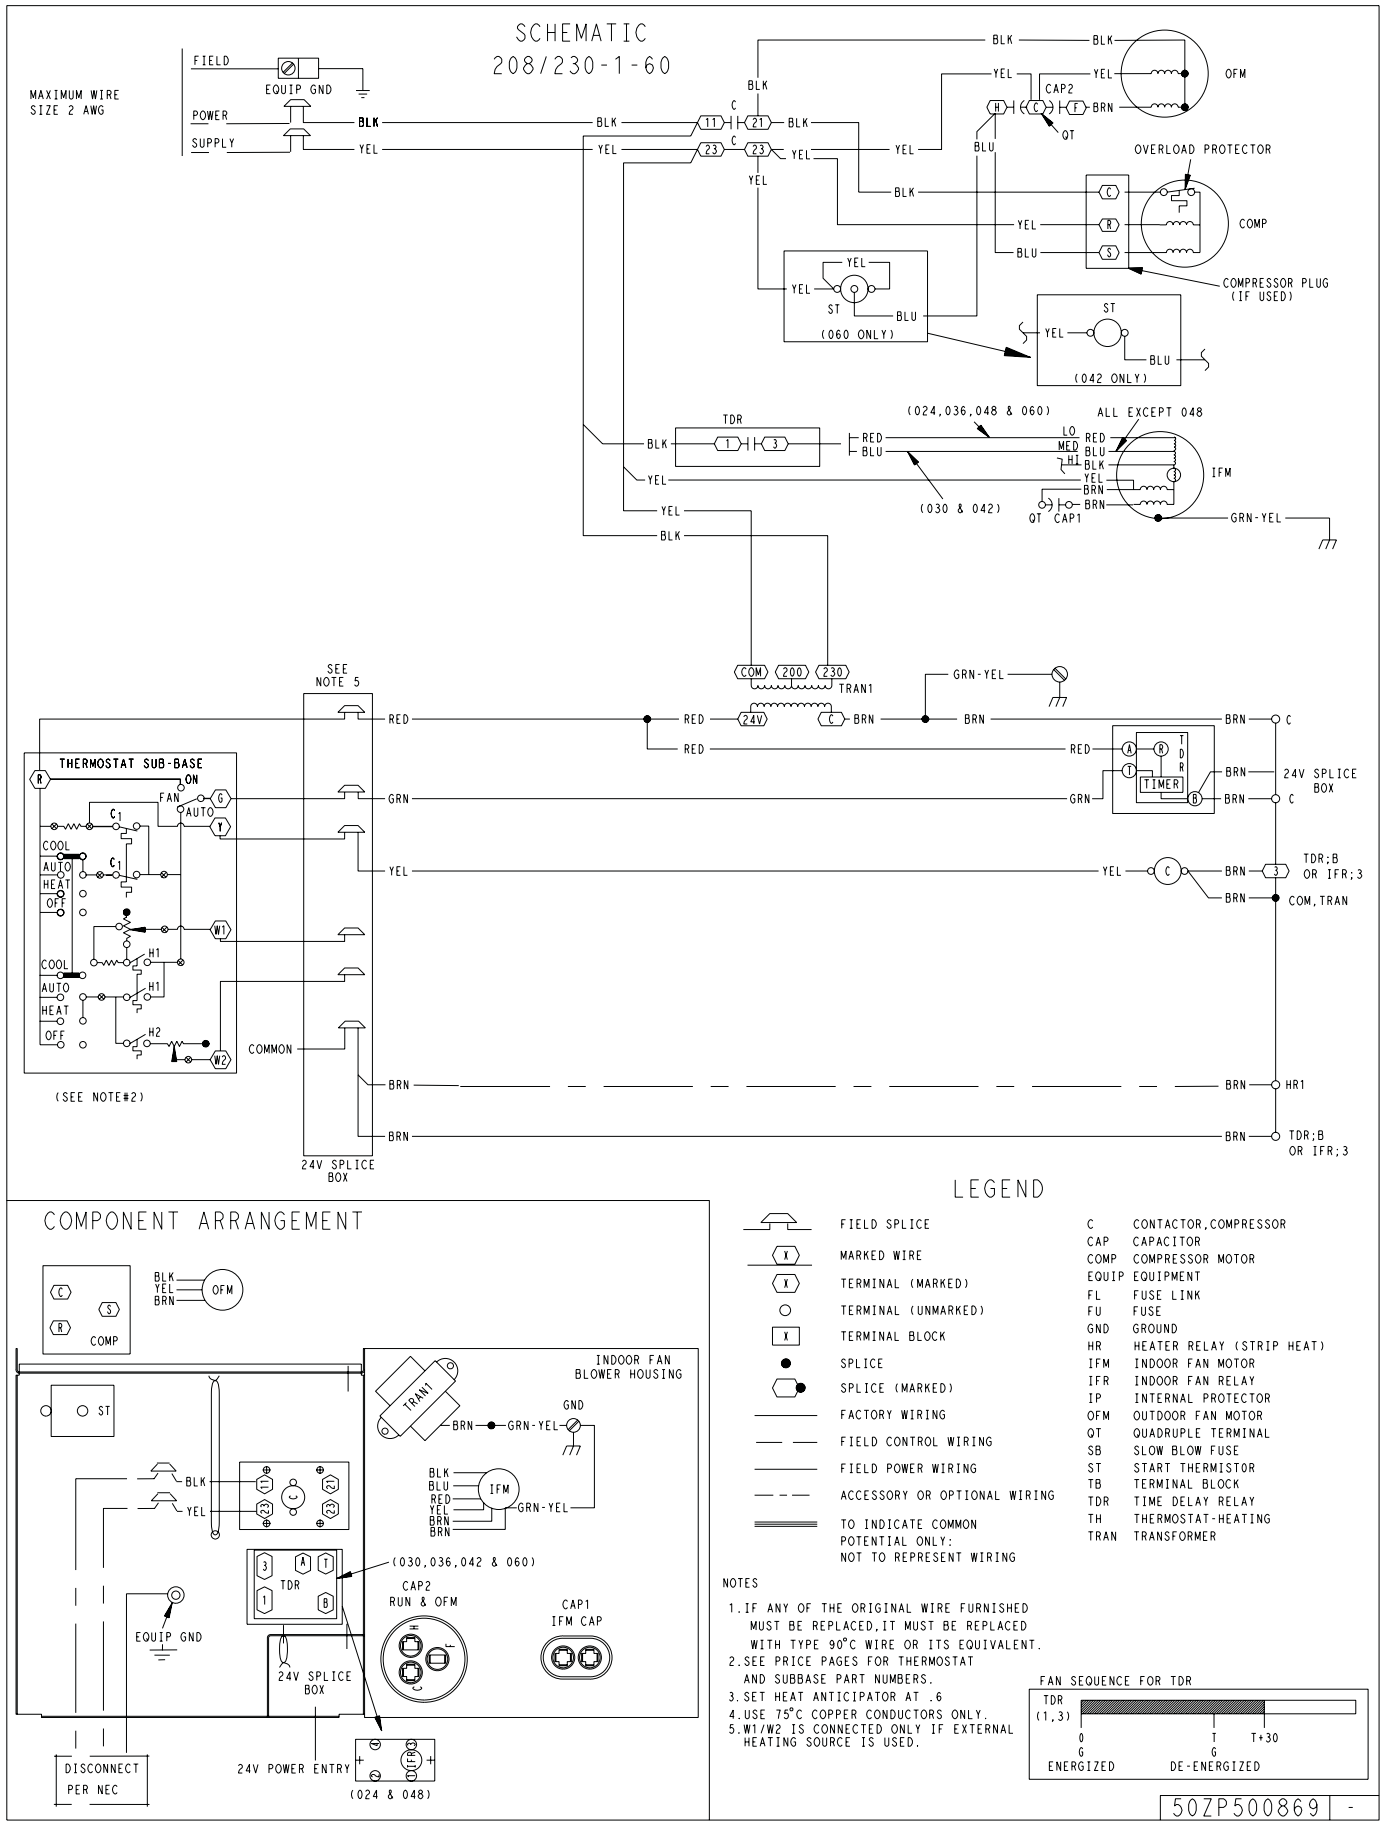 SCHEMATIC
208/230-1-60
MAXIMUM WIRE
SIZE 2 AWG
FIELD
POWER
SUPPLY
EQUIP GND
BLK
YEL
BLK
YEL
11
C
21
BLK
23
C
23
YEL
BLK
YEL
BLK
BLK
YEL
YEL
CAP2
H
C
F
BRN
QT
BLU
YEL
OFM
OVERLOAD PROTECTOR
BLK
C
YEL
R
BLU
S
COMP
COMPRESSOR PLUG
(IF USED)
YEL
YEL
ST
BLU
(060 ONLY)
ST
YEL
BLU
(042 ONLY)
TDR
BLK
1
3
(024,036,048 & 060)
ALL EXCEPT 048
RED
LO
RED
BLU
MED
BLU
HI
BLK
YEL
YEL
BRN
QT CAP1
BRN
IFM
(030 & 042)
GRN-YEL
YEL
BLK
COM
200
230
TRAN1
24V
C
BRN
BRN
BRN
C
GRN-YEL
SEE
NOTE 5
RED
RED
RED
RED
A
R
T
D
R
T
TIMER
B
BRN
24V SPLICE
BOX
GRN
GRN
BRN
C
THERMOSTAT SUB-BASE
R
ON
FAN
AUTO
G
Y
C1
C1
COOL
AUTO
HEAT
OFF
W1
H1
H1
COOL
AUTO
HEAT
OFF
H2
W2
(SEE NOTE#2)
YEL
YEL
C
BRN
3
TDR;B
OR IFR;3
BRN
COM,TRAN
COMMON
BRN
BRN
HR1
BRN
BRN
TDR;B
OR IFR;3
24V SPLICE
BOX
COMPONENT ARRANGEMENT
C
S
R
COMP
BLK
YEL
BRN
OFM
INDOOR FAN
BLOWER HOUSING
TRAN1
GND
BRN
GRN-YEL
ST
BLK
YEL
11
21
C
23
23
BLK
BLU
RED
YEL
BRN
BRN
IFM
GRN-YEL
3
A
T
TDR
1
B
(030,036,042 & 060)
CAP2
RUN & OFM
H
F
C
CAP1
IFM CAP
EQUIP GND
24V SPLICE
BOX
24V POWER ENTRY
4
3
2
1
IFR
(024 & 048)
DISCONNECT
PER NEC
LEGEND
X
FIELD SPLICE
X
MARKED WIRE
TERMINAL (MARKED)
TERMINAL (UNMARKED)
X
TERMINAL BLOCK
SPLICE
SPLICE (MARKED)
FACTORY WIRING
FIELD CONTROL WIRING
FIELD POWER WIRING
ACCESSORY OR OPTIONAL WIRING
TO INDICATE COMMON
POTENTIAL ONLY:
NOT TO REPRESENT WIRING
C CONTACTOR,COMPRESSOR
CAP CAPACITOR
COMP COMPRESSOR MOTOR
EQUIP EQUIPMENT
FL FUSE LINK
FU FUSE
GND GROUND
HR HEATER RELAY (STRIP HEAT)
IFM INDOOR FAN MOTOR
IFR INDOOR FAN RELAY
IP INTERNAL PROTECTOR
OFM OUTDOOR FAN MOTOR
QT QUADRUPLE TERMINAL
SB SLOW BLOW FUSE
ST START THERMISTOR
TB TERMINAL BLOCK
TDR TIME DELAY RELAY
TH THERMOSTAT-HEATING
TRAN TRANSFORMER
NOTES
1.IF ANY OF THE ORIGINAL WIRE FURNISHED
MUST BE REPLACED,IT MUST BE REPLACED
WITH TYPE 90°C WIRE OR ITS EQUIVALENT.
2.SEE PRICE PAGES FOR THERMOSTAT
AND SUBBASE PART NUMBERS.
3.SET HEAT ANTICIPATOR AT .6
4.USE 75°C COPPER CONDUCTORS ONLY.
5.W1/W2 IS CONNECTED ONLY IF EXTERNAL
HEATING SOURCE IS USED.
FAN SEQUENCE FOR TDR
TDR
(1,3)
0
T
T+30
G
G
ENERGIZED
DE-ENERGIZED
50ZP500869 -